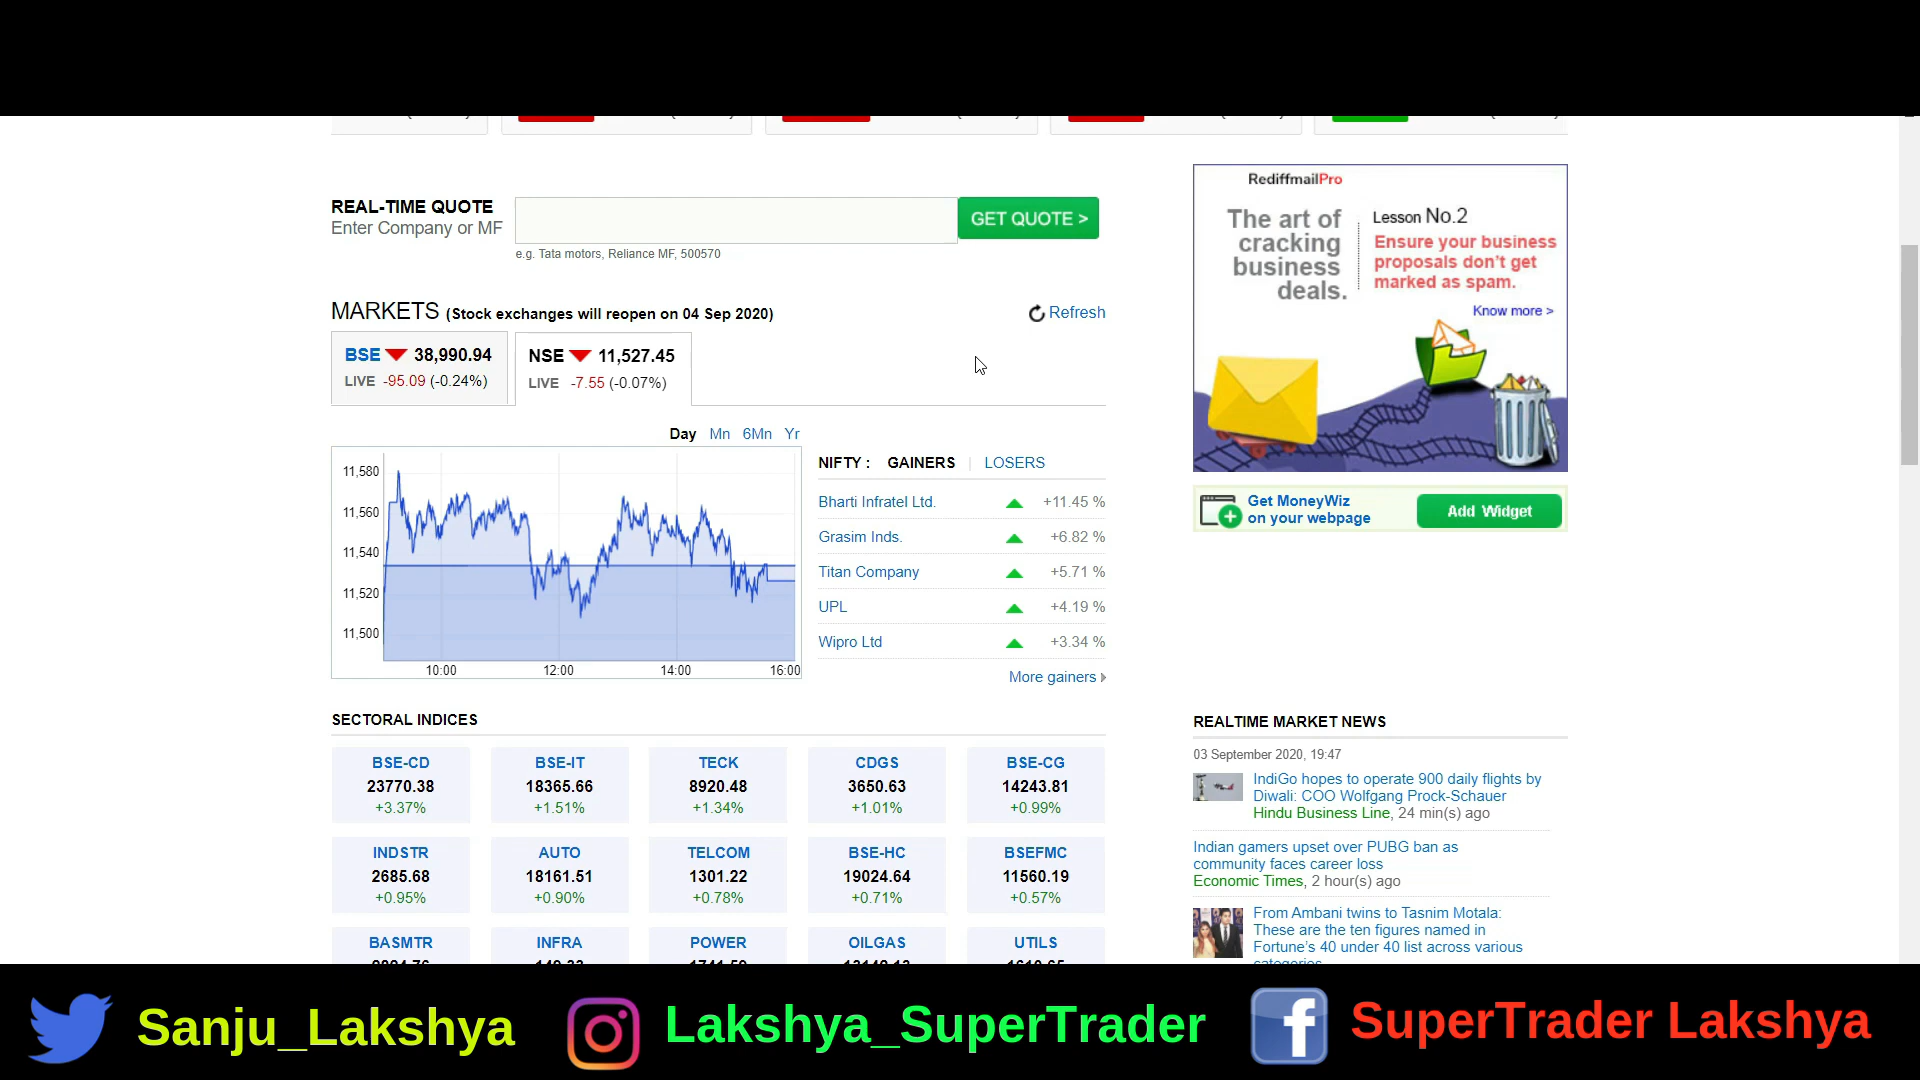 RediffmailPro
The art of
cracking
business
deals.
Lesson No.2
Ensure your business
proposals don't get
marked as spam.
Know more >
REAL-TIME QUOTE
Enter Company or MF
GET QUOTE >
e.g. Tata motors, Reliance MF, 500570
MARKETS (Stock exchanges will reopen on 04 Sep 2020)
Refresh
BSE 38,990.94
LIVE -95.09 (-0.24%)
NSE 11,527.45
LIVE -7.55 (-0.07%)
Day Mn 6Mn Yr
11,580
11,560
11,540
11,520
11,500
10:00 12:00 14:00 16:00
NIFTY : GAINERS | LOSERS
Bharti Infratel Ltd. +11.45 %
Grasim Inds. +6.82 %
Titan Company +5.71 %
UPL +4.19 %
Wipro Ltd +3.34 %
More gainers
Get MoneyWiz
on your webpage
Add Widget
SECTORAL INDICES
BSE-CD BSE-IT TECK CDGS BSE-CG
23770.38 18365.66 8920.48 3650.63 14243.81
+3.37% +1.51% +1.34% +1.01% +0.99%
INDSTR AUTO TELCOM BSE-HC BSEFMC
2685.68 18161.51 1301.22 19024.64 11560.19
+0.95% +0.90% +0.78% +0.71% +0.57%
BASMTR INFRA POWER OILGAS UTILS
REALTIME MARKET NEWS
03 September 2020, 19:47
IndiGo hopes to operate 900 daily flights by
Diwali: COO Wolfgang Prock-Schauer
Hindu Business Line, 24 min(s) ago
Indian gamers upset over PUBG ban as
community faces career loss
Economic Times, 2 hour(s) ago
From Ambani twins to Tasnim Motala:
These are the ten figures named in
Fortune's 40 under 40 list across various
categories
Sanju_Lakshya
Lakshya_SuperTrader
SuperTrader Lakshya